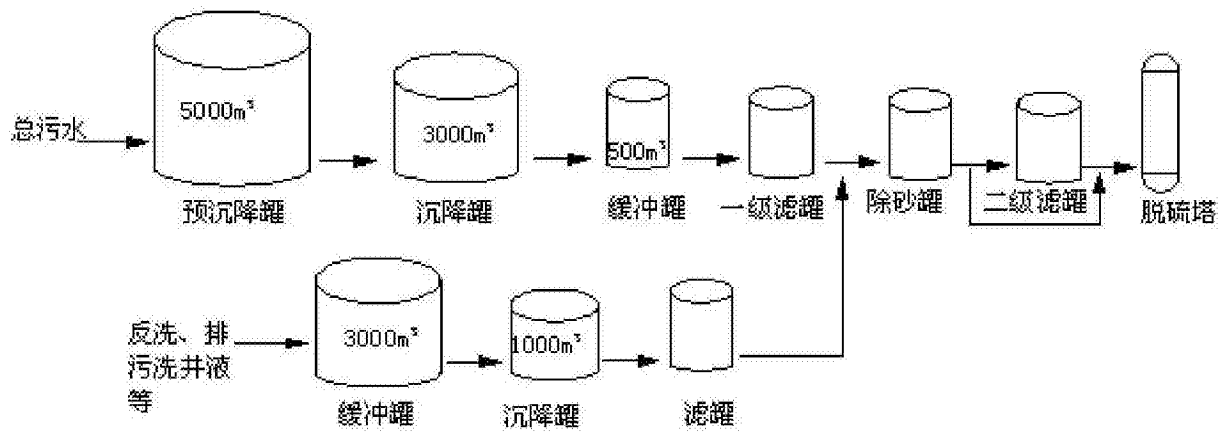 5000m³
3000m³
500m³
总污水
预沉降罐
沉降罐
缓冲罐
一级滤罐
除砂罐
二级滤罐
脱硫塔
反洗、排
污洗井液
等
3000m³
1000m³
缓冲罐
沉降罐
滤罐